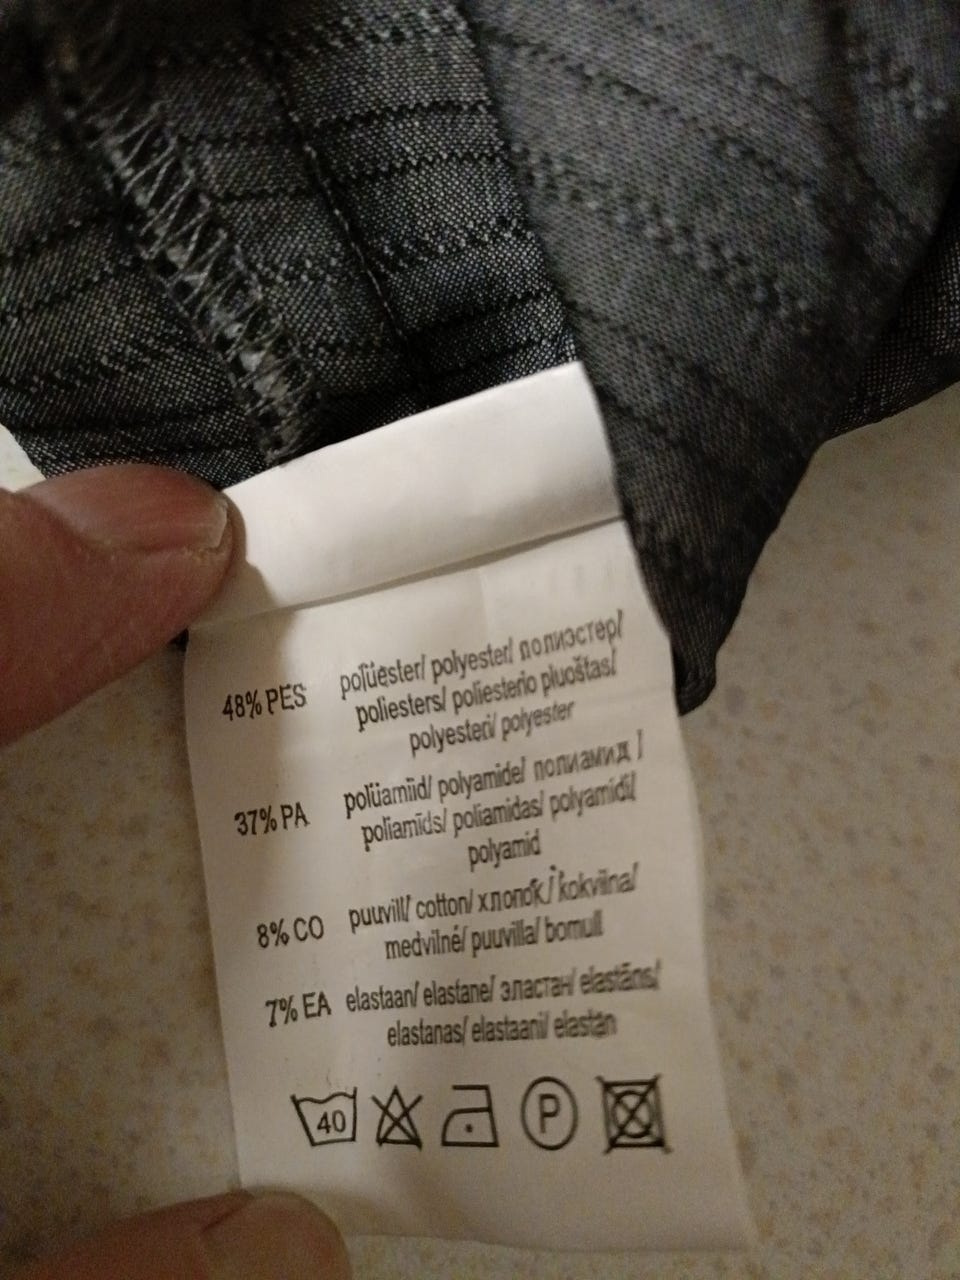 48% PES polüester/ polyester/ полиэстер/
poliesters/ poliesterio pluoštas/
polyesteri/ polyester
37% PA polüamiid/ polyamide/ полиамид /
poliamīds/ poliamidas/ polyamidi/
polyamid
8% CO puuvill/ cotton/ хлопок/ kokvilna/
medvilné/ puuvilla/ bomull
7% EA elastaan/ elastane/ эластан/ elastāns/
elastanas/ elastaani/ elastan
40 P